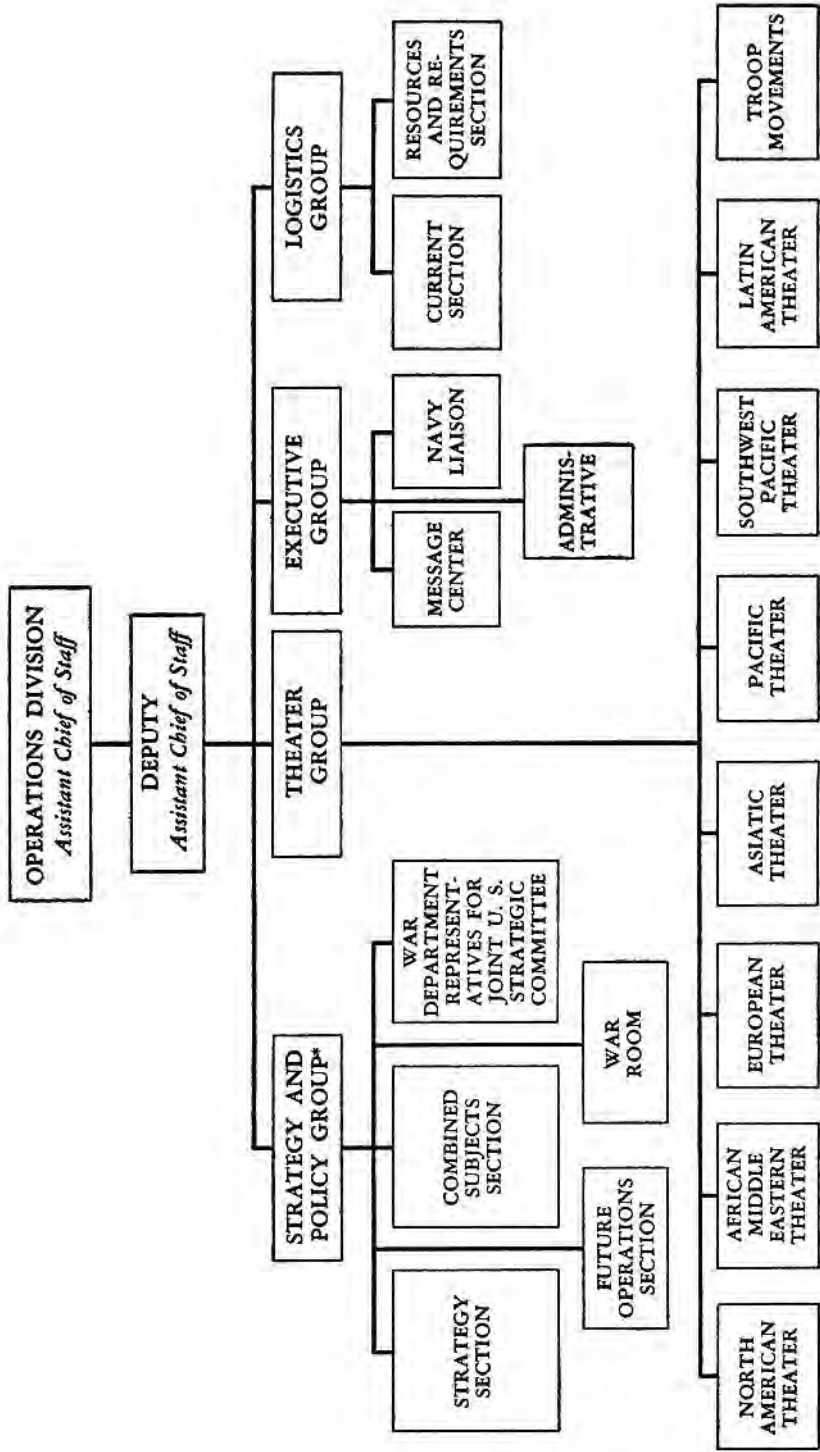 OPERATIONS DIVISION
Assistant Chief of Staff
DEPUTY
Assistant Chief of Staff
STRATEGY AND
POLICY GROUP*
THEATER
GROUP
EXECUTIVE
GROUP
LOGISTICS
GROUP
STRATEGY
SECTION
COMBINED
SUBJECTS
SECTION
WAR
DEPARTMENT
REPRESENT-
ATIVES FOR
JOINT U. S.
STRATEGIC
COMMITTEE
MESSAGE
CENTER
NAVY
LIAISON
CURRENT
SECTION
RESOURCES
AND RE-
QUIREMENTS
SECTION
FUTURE
OPERATIONS
SECTION
WAR
ROOM
ADMINIS-
TRATIVE
NORTH
AMERICAN
THEATER
AFRICAN
MIDDLE
EASTERN
THEATER
EUROPEAN
THEATER
ASIATIC
THEATER
PACIFIC
THEATER
SOUTHWEST
PACIFIC
THEATER
LATIN
AMERICAN
THEATER
TROOP
MOVEMENTS